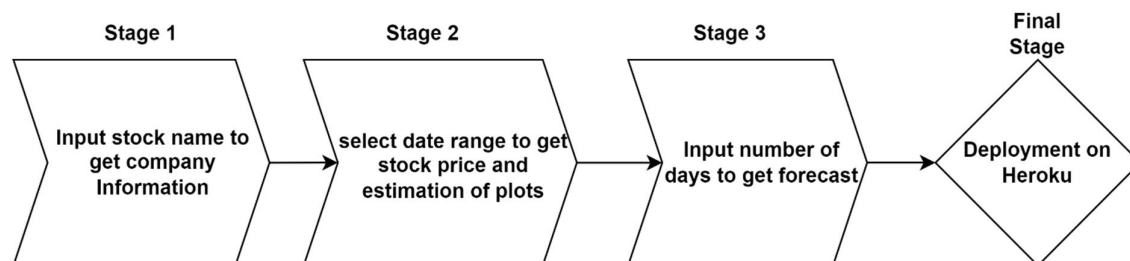 Stage 1
Input stock name to
get company
Information
Stage 2
select date range to get
stock price and
estimation of plots
Stage 3
Input number of
days to get forecast
Final
Stage
Deployment on
Heroku